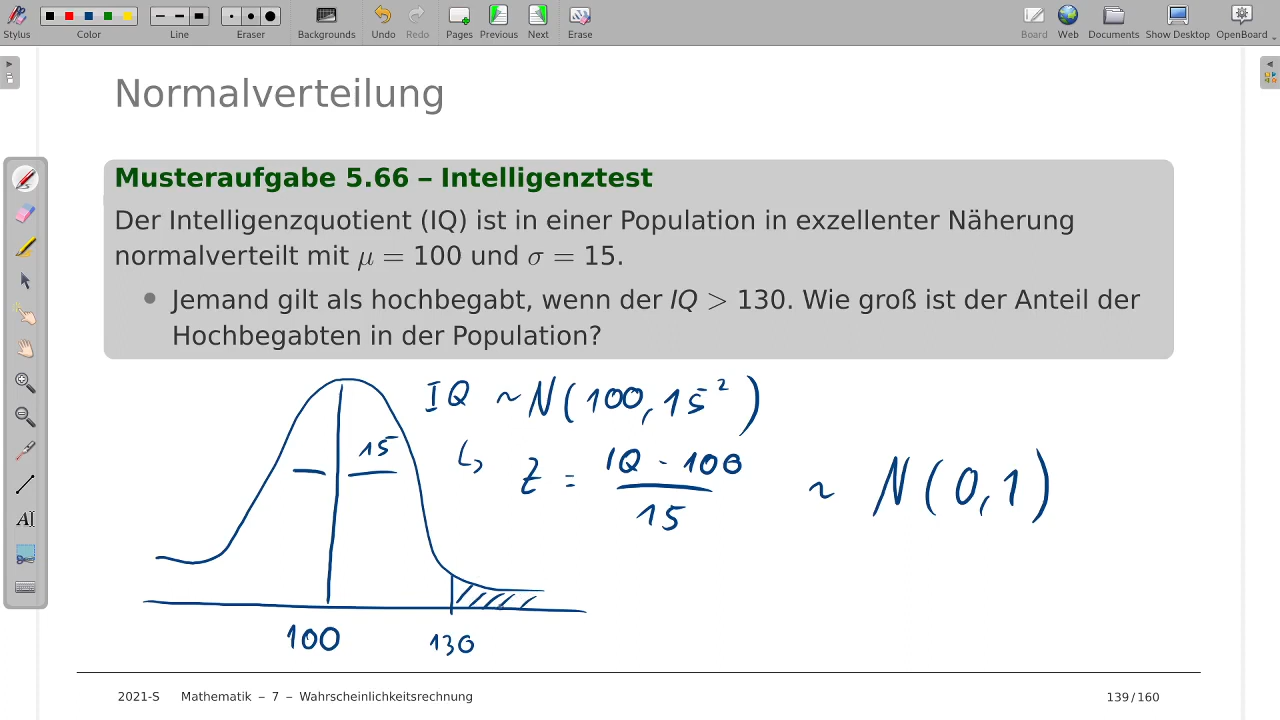 Stylus Color Line Eraser Backgrounds Undo Redo Pages Previous Next Erase Board Web Documents Show Desktop OpenBoard
Normalverteilung
Musteraufgabe 5.66 – Intelligenztest
Der Intelligenzquotient (IQ) ist in einer Population in exzellenter Näherung
normalverteilt mit μ = 100 und σ = 15.
• Jemand gilt als hochbegabt, wenn der IQ > 130. Wie groß ist der Anteil der
Hochbegabten in der Population?
IQ ~ N(100, 15²)
15
↳ Z = (IQ - 100)/15 ~ N(0,1)
100 130
2021-S Mathematik – 7 – Wahrscheinlichkeitsrechnung 139/160